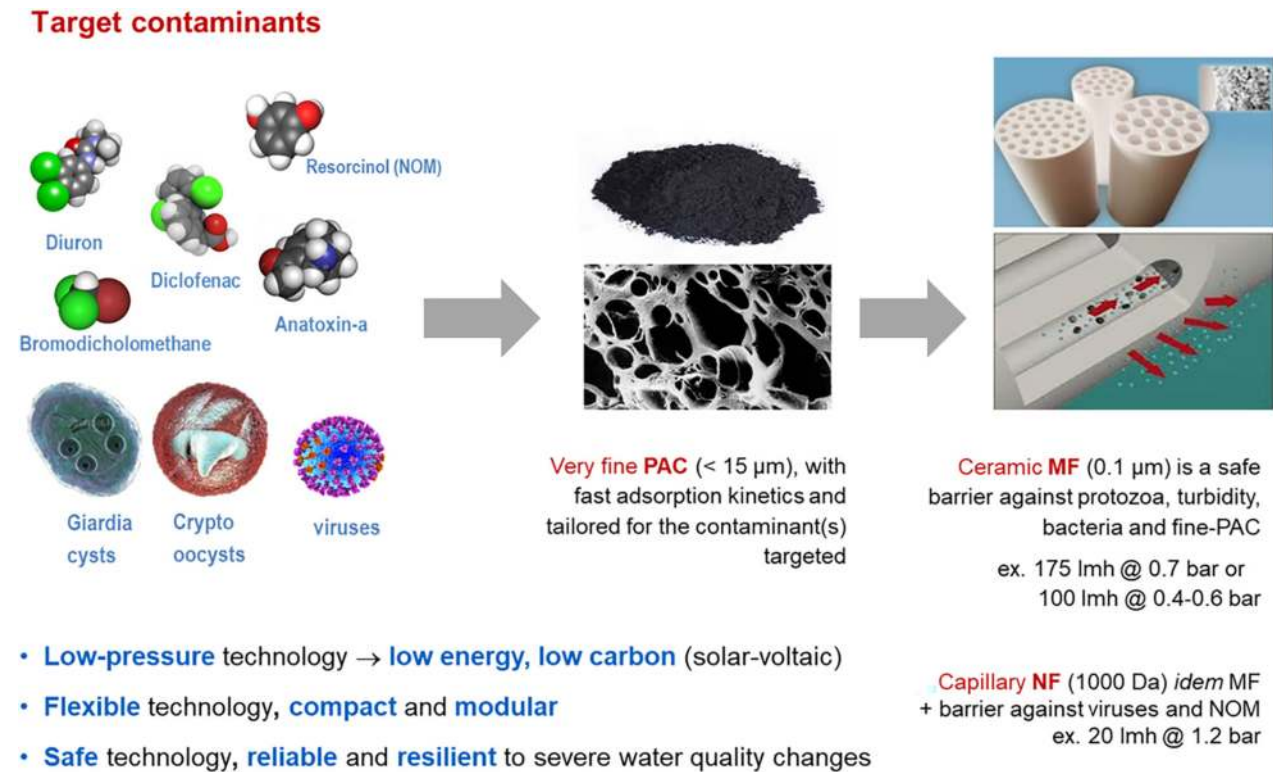 Target contaminants
Resorcinol (NOM)
Diuron
Diclofenac
Anatoxin-a
Bromodicholomethane
Giardia
cysts
Crypto
oocysts
viruses
Very fine PAC (< 15 µm), with
fast adsorption kinetics and
tailored for the contaminant(s)
targeted
Ceramic MF (0.1 µm) is a safe
barrier against protozoa, turbidity,
bacteria and fine-PAC
ex. 175 lmh @ 0.7 bar or
100 lmh @ 0.4-0.6 bar
• Low-pressure technology → low energy, low carbon (solar-voltaic)
• Flexible technology, compact and modular
• Safe technology, reliable and resilient to severe water quality changes
Capillary NF (1000 Da) idem MF
+ barrier against viruses and NOM
ex. 20 lmh @ 1.2 bar